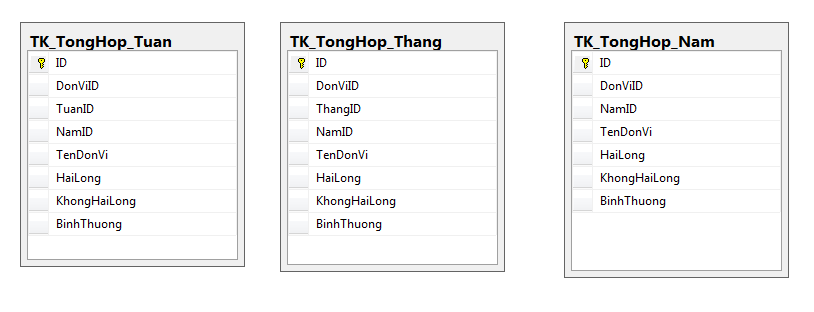 TK_TongHop_Tuan
ID
DonViID
TuanID
NamID
TenDonVi
HaiLong
KhongHaiLong
BinhThuong
TK_TongHop_Thang
ID
DonViID
ThangID
NamID
TenDonVi
HaiLong
KhongHaiLong
BinhThuong
TK_TongHop_Nam
ID
DonViID
NamID
TenDonVi
HaiLong
KhongHaiLong
BinhThuong